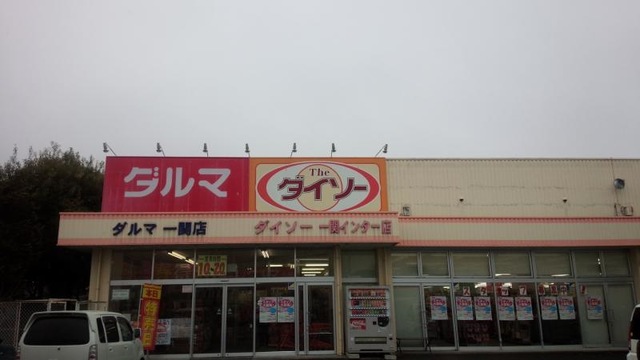 ダルマ
The
ダイソー
ダルマ 一関店
ダイソー 一関インター店
10-20